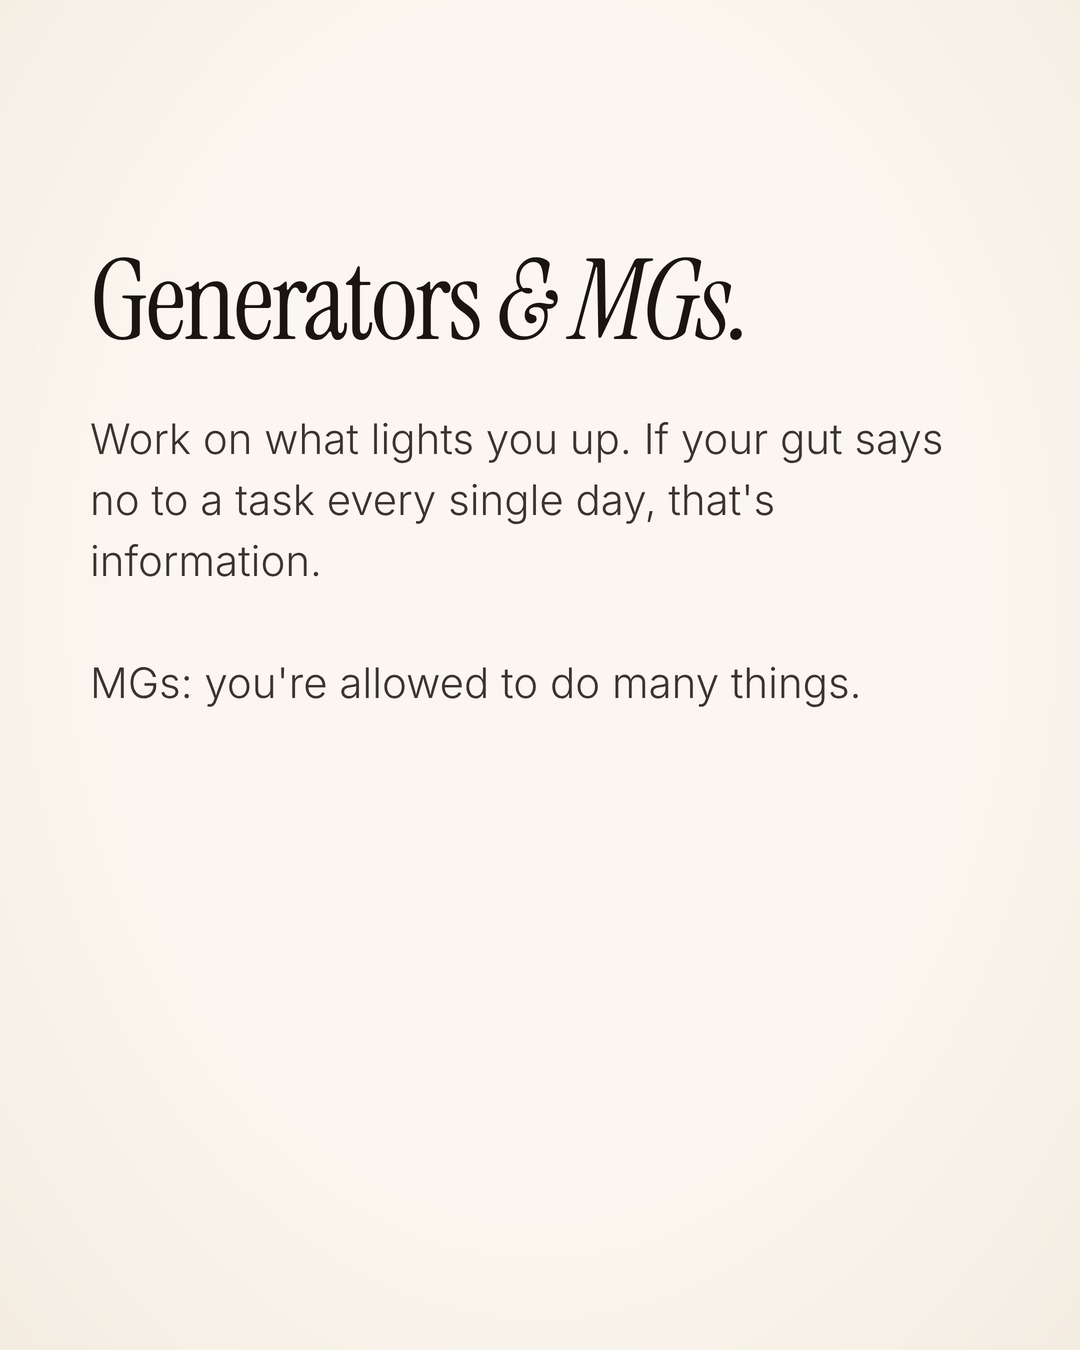 Generators & MGs.
Work on what lights you up. If your gut says
no to a task every single day, that's
information.
MGs: you're allowed to do many things.